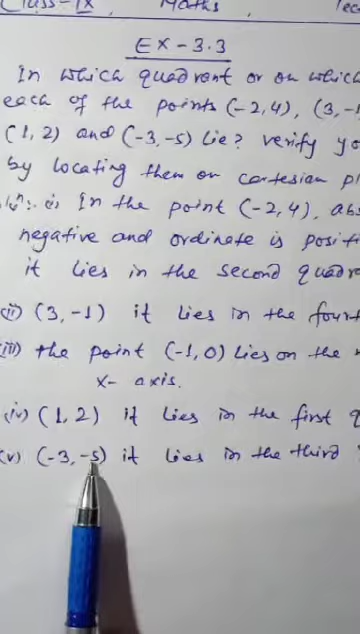 Class-IX, Maths,
EX-3.3
In which quadrant or on which
each of the points (-2,4), (3,-1
(1,2) and (-3,-5) lie? verify yo
by locating them on cartesian pl
(i) In the point (-2,4), abs
negative and ordinate is positi
it lies in the second quadra
(ii) (3,-1) it lies in the fourt
(iii) the point (-1,0) lies on the
x-axis.
(iv) (1,2) it lies in the first q
(v) (-3,-5) it lies in the third